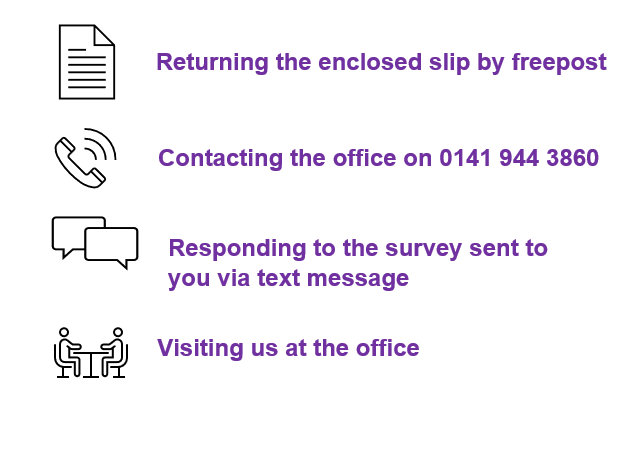 Returning the enclosed slip by freepost
Contacting the office on 0141 944 3860
Responding to the survey sent to
you via text message
Visiting us at the office